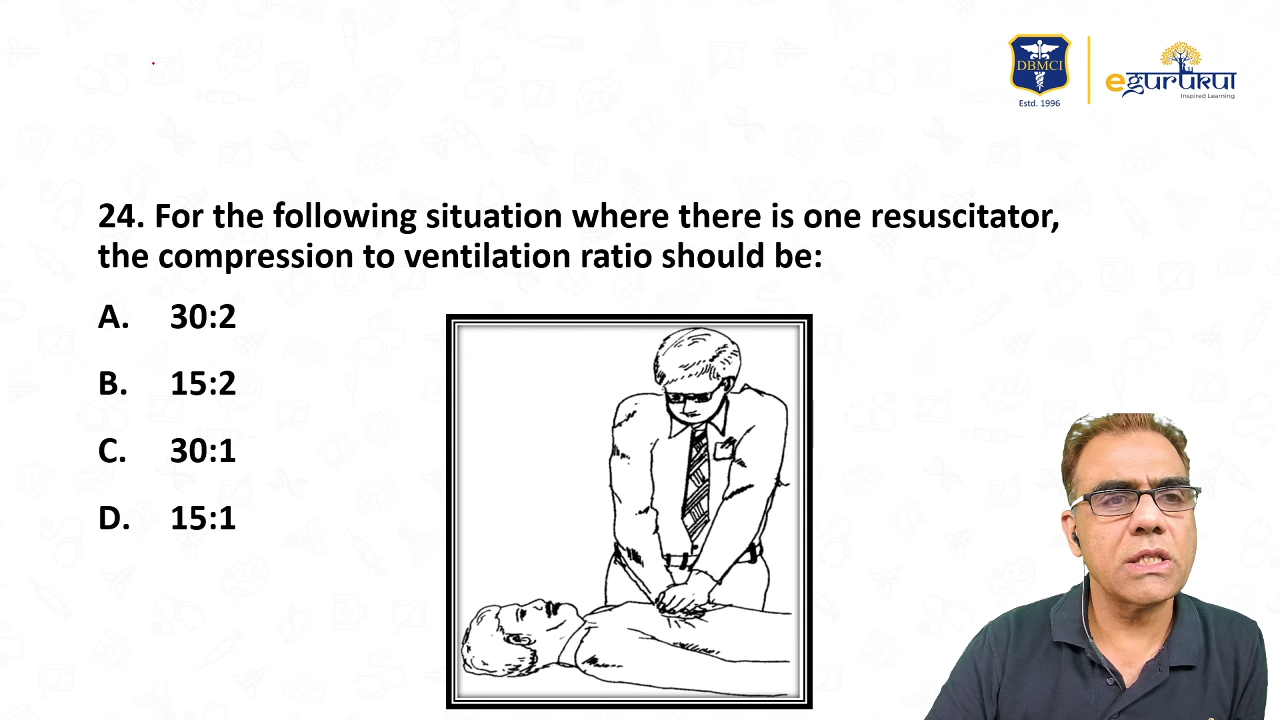 DBMCI
Estd. 1996
egurukul
Inspired Learning
24. For the following situation where there is one resuscitator,
the compression to ventilation ratio should be:
A. 30:2
B. 15:2
C. 30:1
D. 15:1